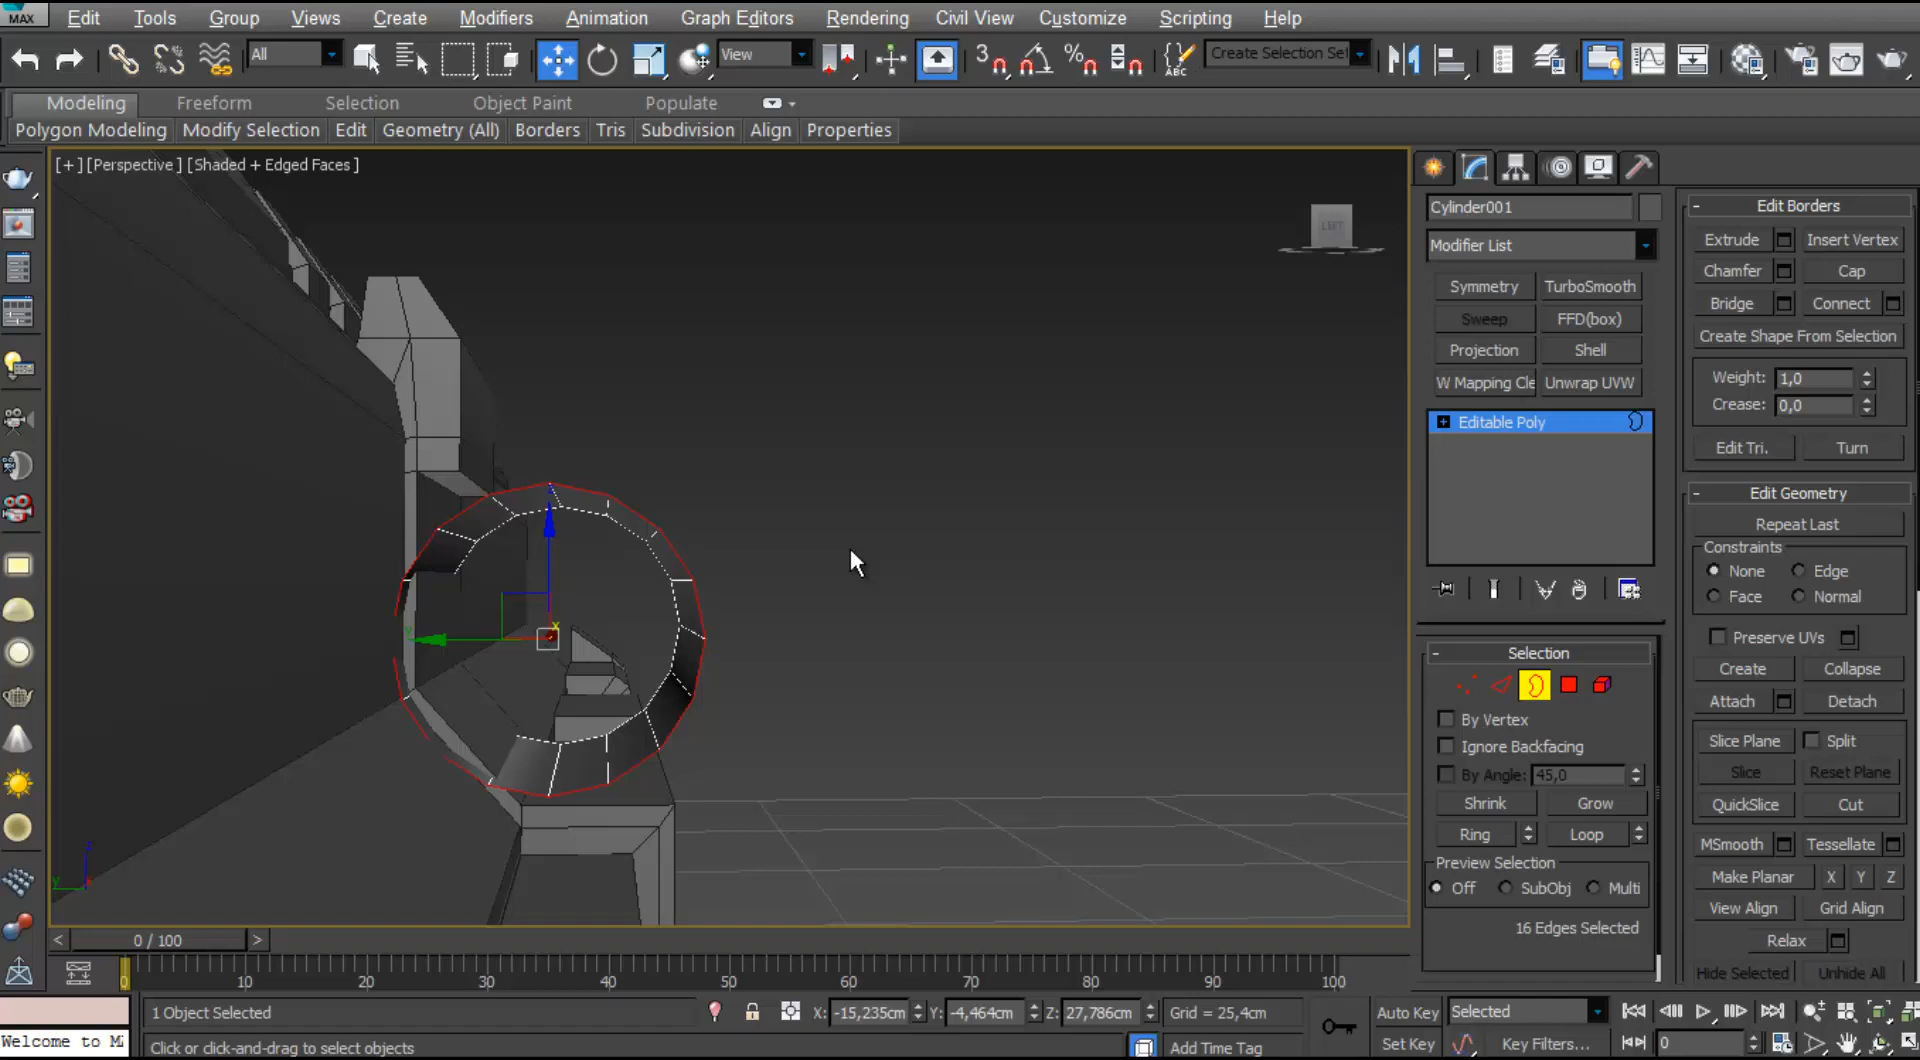 MAX Edit Tools Group Views Create Modifiers Animation Graph Editors Rendering Civil View Customize Scripting Help
All View 3 % ABC Create Selection Set
Modeling Freeform Selection Object Paint Populate
Polygon Modeling Modify Selection Edit Geometry (All) Borders Tris Subdivision Align Properties
[+] [Perspective] [Shaded + Edged Faces]
LEFT
x
Y
z
y
Cylinder001
Modifier List
Symmetry TurboSmooth
Sweep FFD(box)
Projection Shell
W Mapping Cle Unwrap UVW
Editable Poly
- Selection
By Vertex
Ignore Backfacing
By Angle: 45,0
Shrink Grow
Ring Loop
Preview Selection
Off SubObj Multi
16 Edges Selected
- Edit Borders
Extrude Insert Vertex
Chamfer Cap
Bridge Connect
Create Shape From Selection
Weight: 1,0
Crease: 0,0
Edit Tri. Turn
- Edit Geometry
Repeat Last
Constraints
None Edge
Face Normal
Preserve UVs
Create Collapse
Attach Detach
Slice Plane Split
Slice Reset Plane
QuickSlice Cut
MSmooth Tessellate
Make Planar X Y Z
View Align Grid Align
Relax
Hide Selected Unhide All
< 0 / 100 >
0 10 20 30 40 50 60 70 80 90 100
1 Object Selected X: -15,235cm Y: -4,464cm Z: 27,786cm Grid = 25,4cm Auto Key Selected
Welcome to M Click or click-and-drag to select objects Add Time Tag Set Key Key Filters... 0